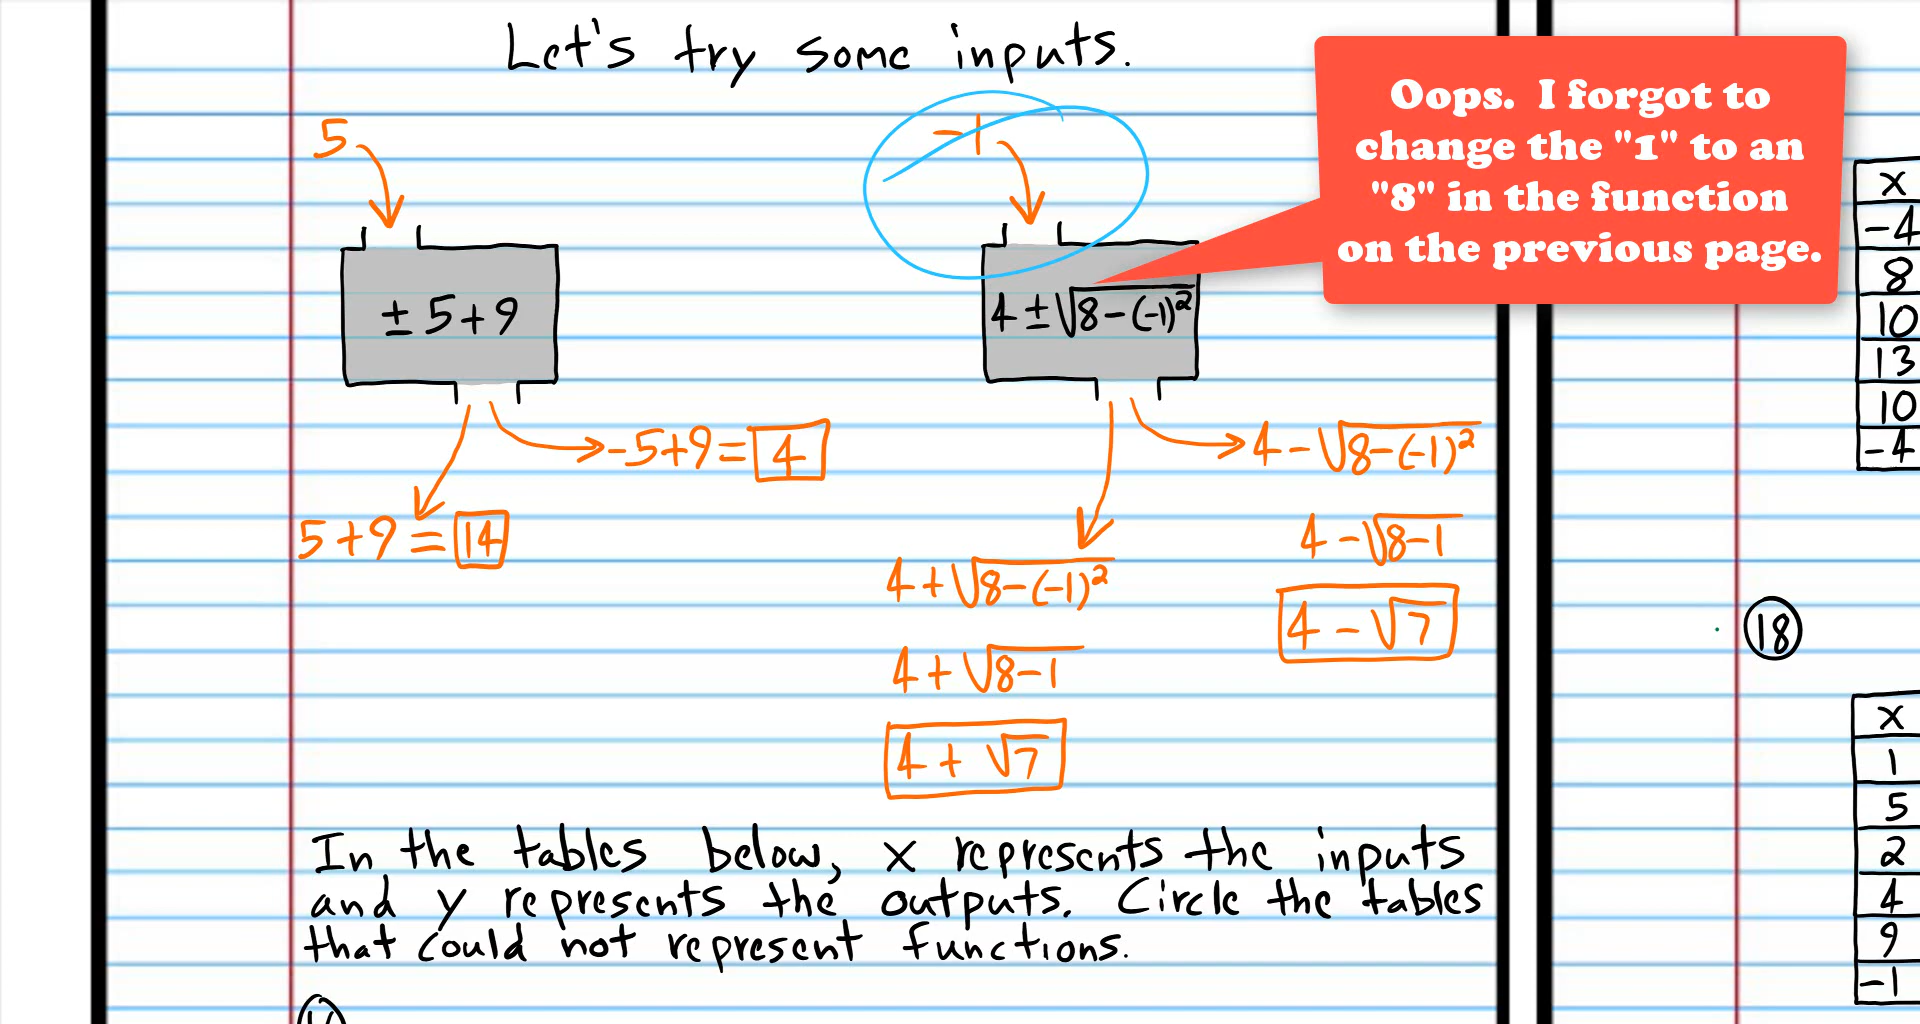 Let's try some inputs.
Oops. I forgot to
change the "1" to an
"8" in the function
on the previous page.
5
-1
± 5+9
4 ± √8-(-1)²
-5+9 = 4
5+9 = 14
4 - √8-(-1)²
4 - √8-1
4 - √7
4 + √8-(-1)²
4 + √8-1
4 + √7
In the tables below, x represents the inputs
and y represents the outputs. Circle the tables
that could not represent functions.
x
-4
8
10
13
10
-4
18
x
1
5
2
4
9
-1